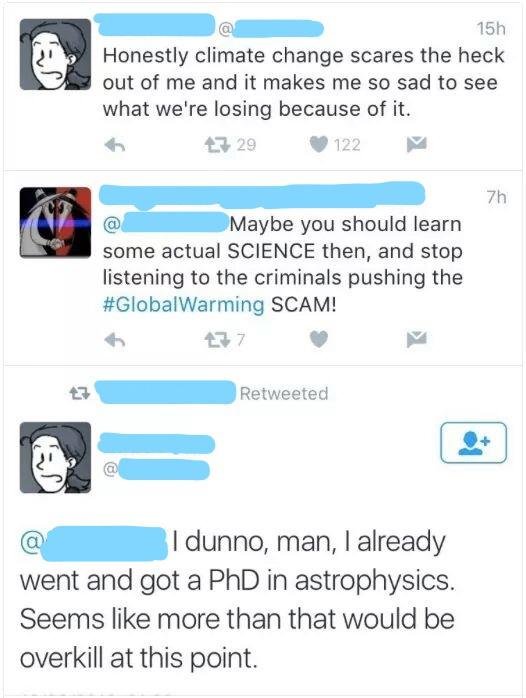 @
15h
Honestly climate change scares the heck
out of me and it makes me so sad to see
what we're losing because of it.
29 122
7h
@ Maybe you should learn
some actual SCIENCE then, and stop
listening to the criminals pushing the
#GlobalWarming SCAM!
7
Retweeted
@
@ I dunno, man, I already
went and got a PhD in astrophysics.
Seems like more than that would be
overkill at this point.